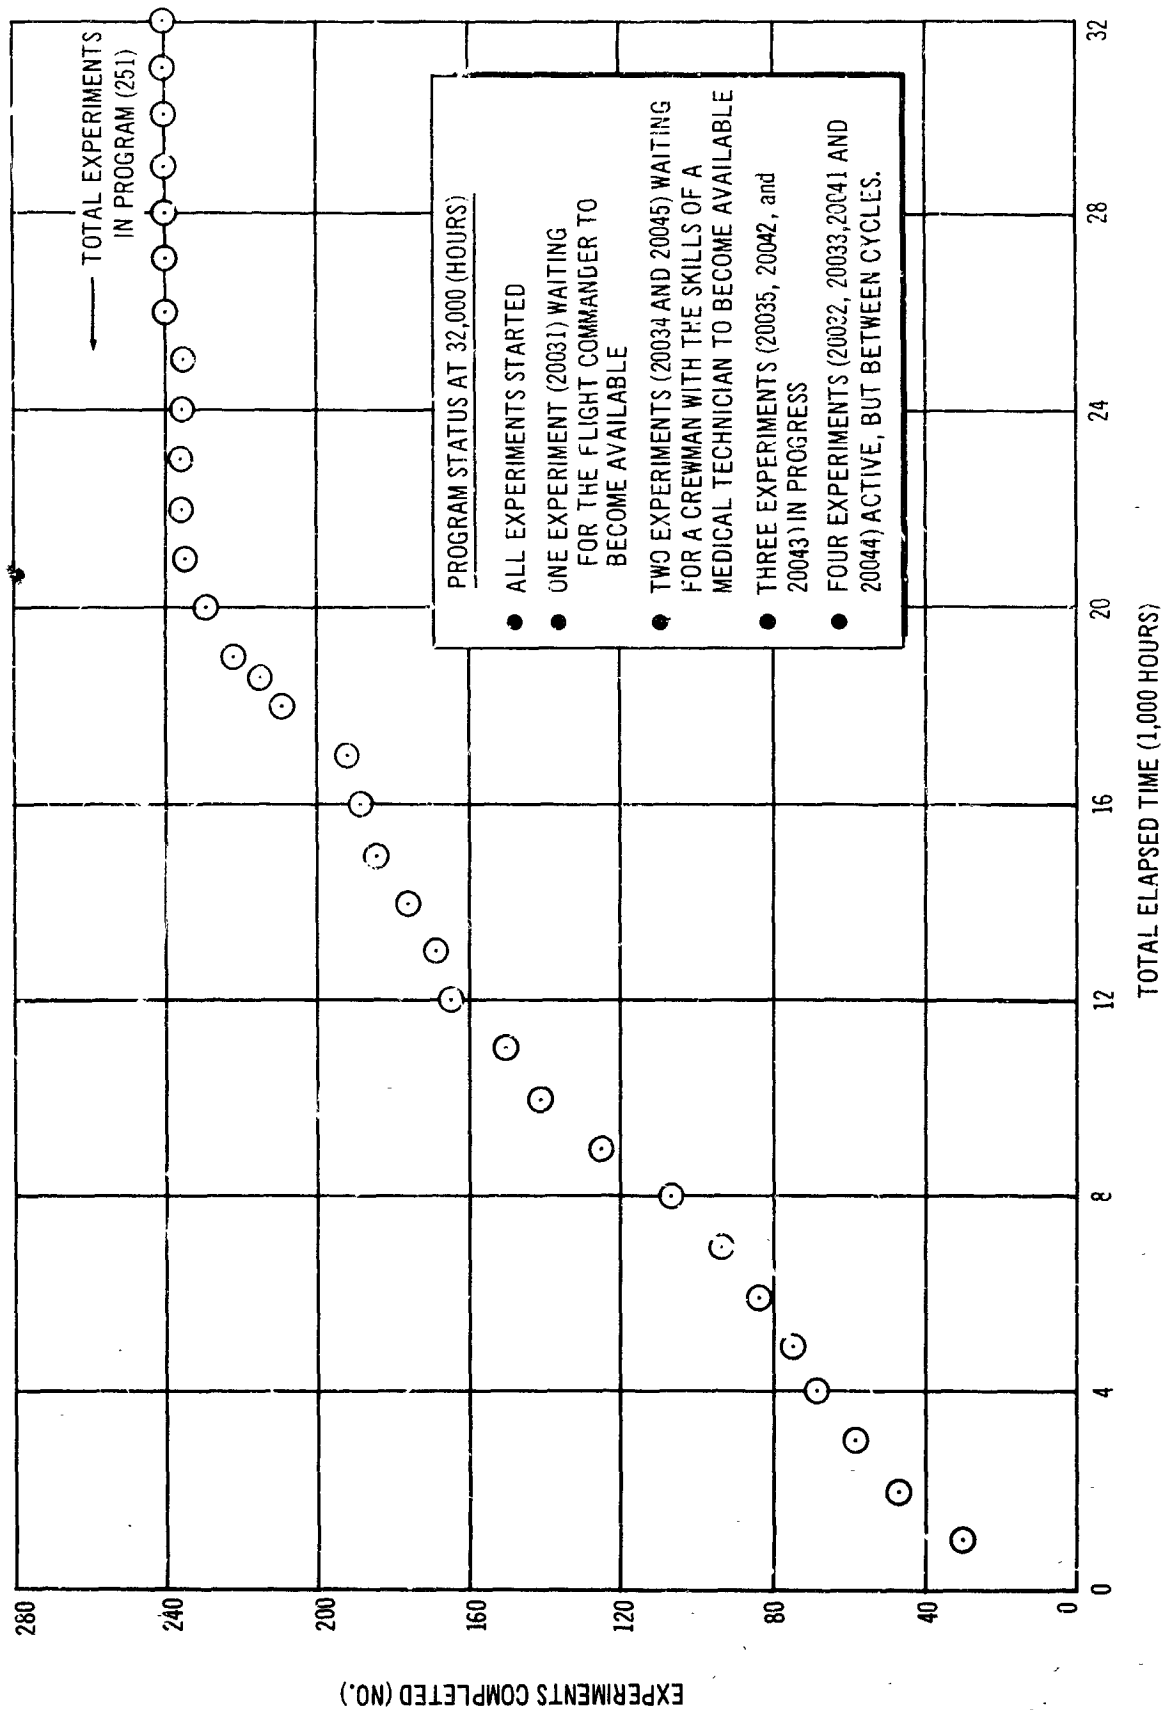 EXPERIMENTS COMPLETED (NO.)
280
240
200
160
120
80
40
0
0
4
8
12
16
20
24
28
32
TOTAL ELAPSED TIME (1,000 HOURS)
TOTAL EXPERIMENTS
IN PROGRAM (251)
PROGRAM STATUS AT 32,000 (HOURS)
● ALL EXPERIMENTS STARTED
● ONE EXPERIMENT (20031) WAITING
FOR THE FLIGHT COMMANDER TO
BECOME AVAILABLE
● TWO EXPERIMENTS (20034 AND 20045) WAITING
FOR A CREWMAN WITH THE SKILLS OF A
MEDICAL TECHNICIAN TO BECOME AVAILABLE
● THREE EXPERIMENTS (20035, 20042, and
20043) IN PROGRESS
● FOUR EXPERIMENTS (20032, 20033, 20041 AND
20044) ACTIVE, BUT BETWEEN CYCLES.